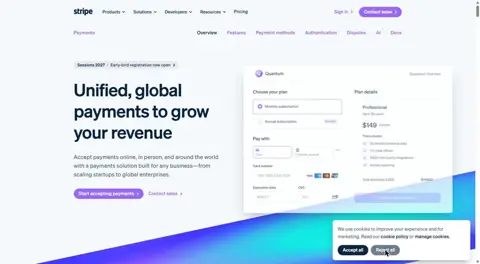 stripe
Products
Solutions
Developers
Resources
Pricing
Sign in
Contact sales
Payments
Overview
Features
Payment methods
Authentication
Disputes
AI
Docs
Sessions 2027 · Early-bird registration now open
Unified, global
payments to grow
your revenue
Accept payments online, in person, and around the world
with a payments solution built for any business—from
scaling startups to global enterprises.
Start accepting payments
Contact sales
Quantum
Choose your plan
Monthly subscription
Annual subscription
Pay with
Card number
Expiration date
CVC
Plan details
Professional
$149
We use cookies to improve your experience and for
marketing. Read our cookie policy or manage cookies.
Accept all
Reject all